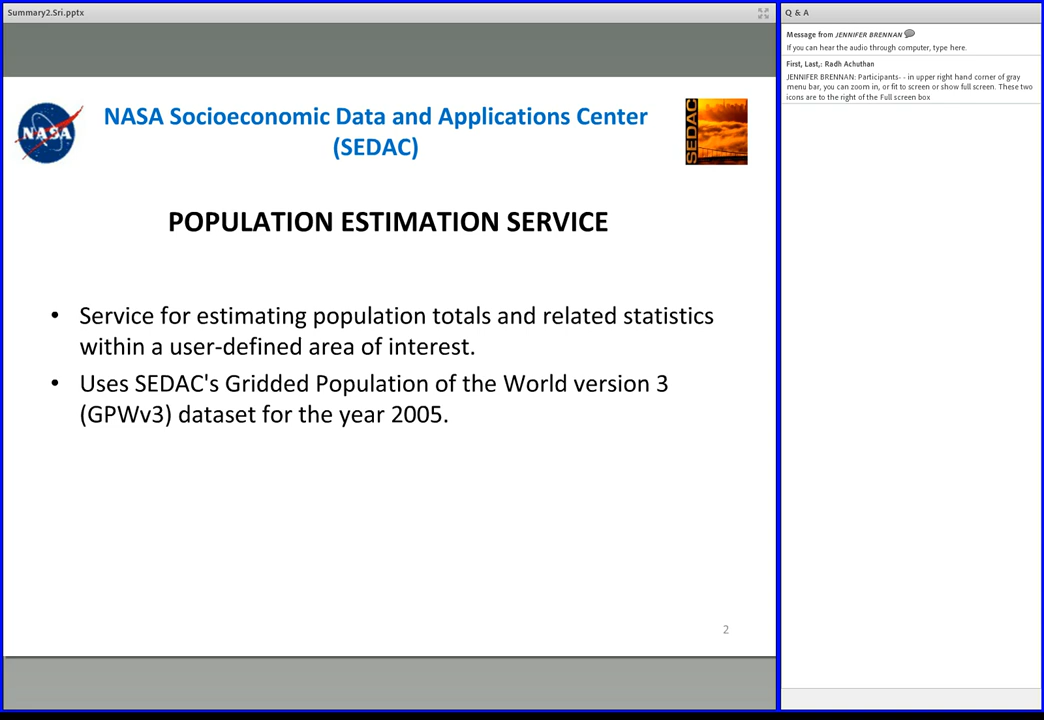 Summary2.Sri.pptx
NASA
NASA Socioeconomic Data and Applications Center
(SEDAC)
SEDAC
POPULATION ESTIMATION SERVICE
• Service for estimating population totals and related statistics
within a user-defined area of interest.
• Uses SEDAC's Gridded Population of the World version 3
(GPWv3) dataset for the year 2005.
2
Q & A
Message from JENNIFER BRENNAN
If you can hear the audio through computer, type here.
First, Last,: Radh Achuthan
JENNIFER BRENNAN: Participants- - in upper right hand corner of gray
menu bar, you can zoom in, or fit to screen or show full screen. These two
icons are to the right of the Full screen box